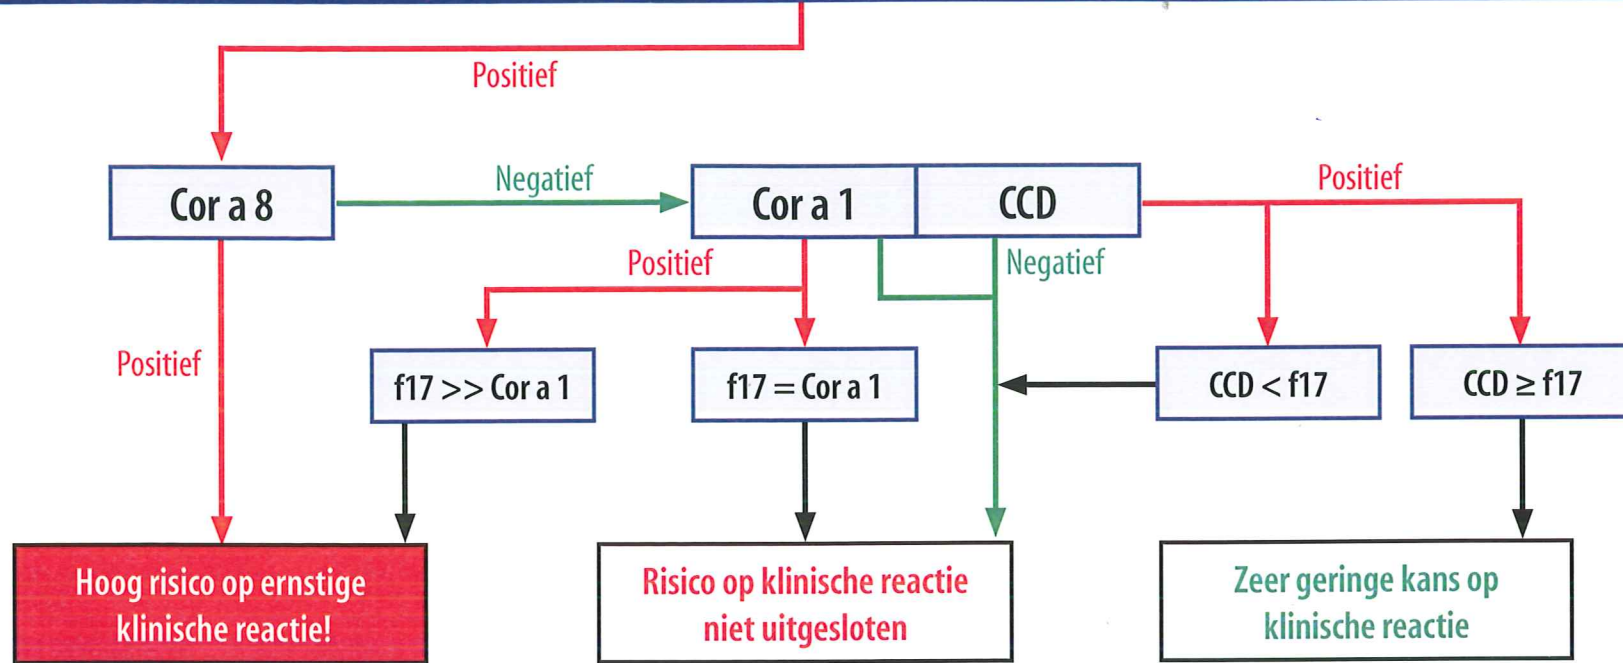 Positief
Cor a 8
Negatief
Cor a 1
CCD
Positief
Positief
Negatief
Positief
f17 >> Cor a 1
f17 = Cor a 1
CCD < f17
CCD ≥ f17
Hoog risico op ernstige
klinische reactie!
Risico op klinische reactie
niet uitgesloten
Zeer geringe kans op
klinische reactie